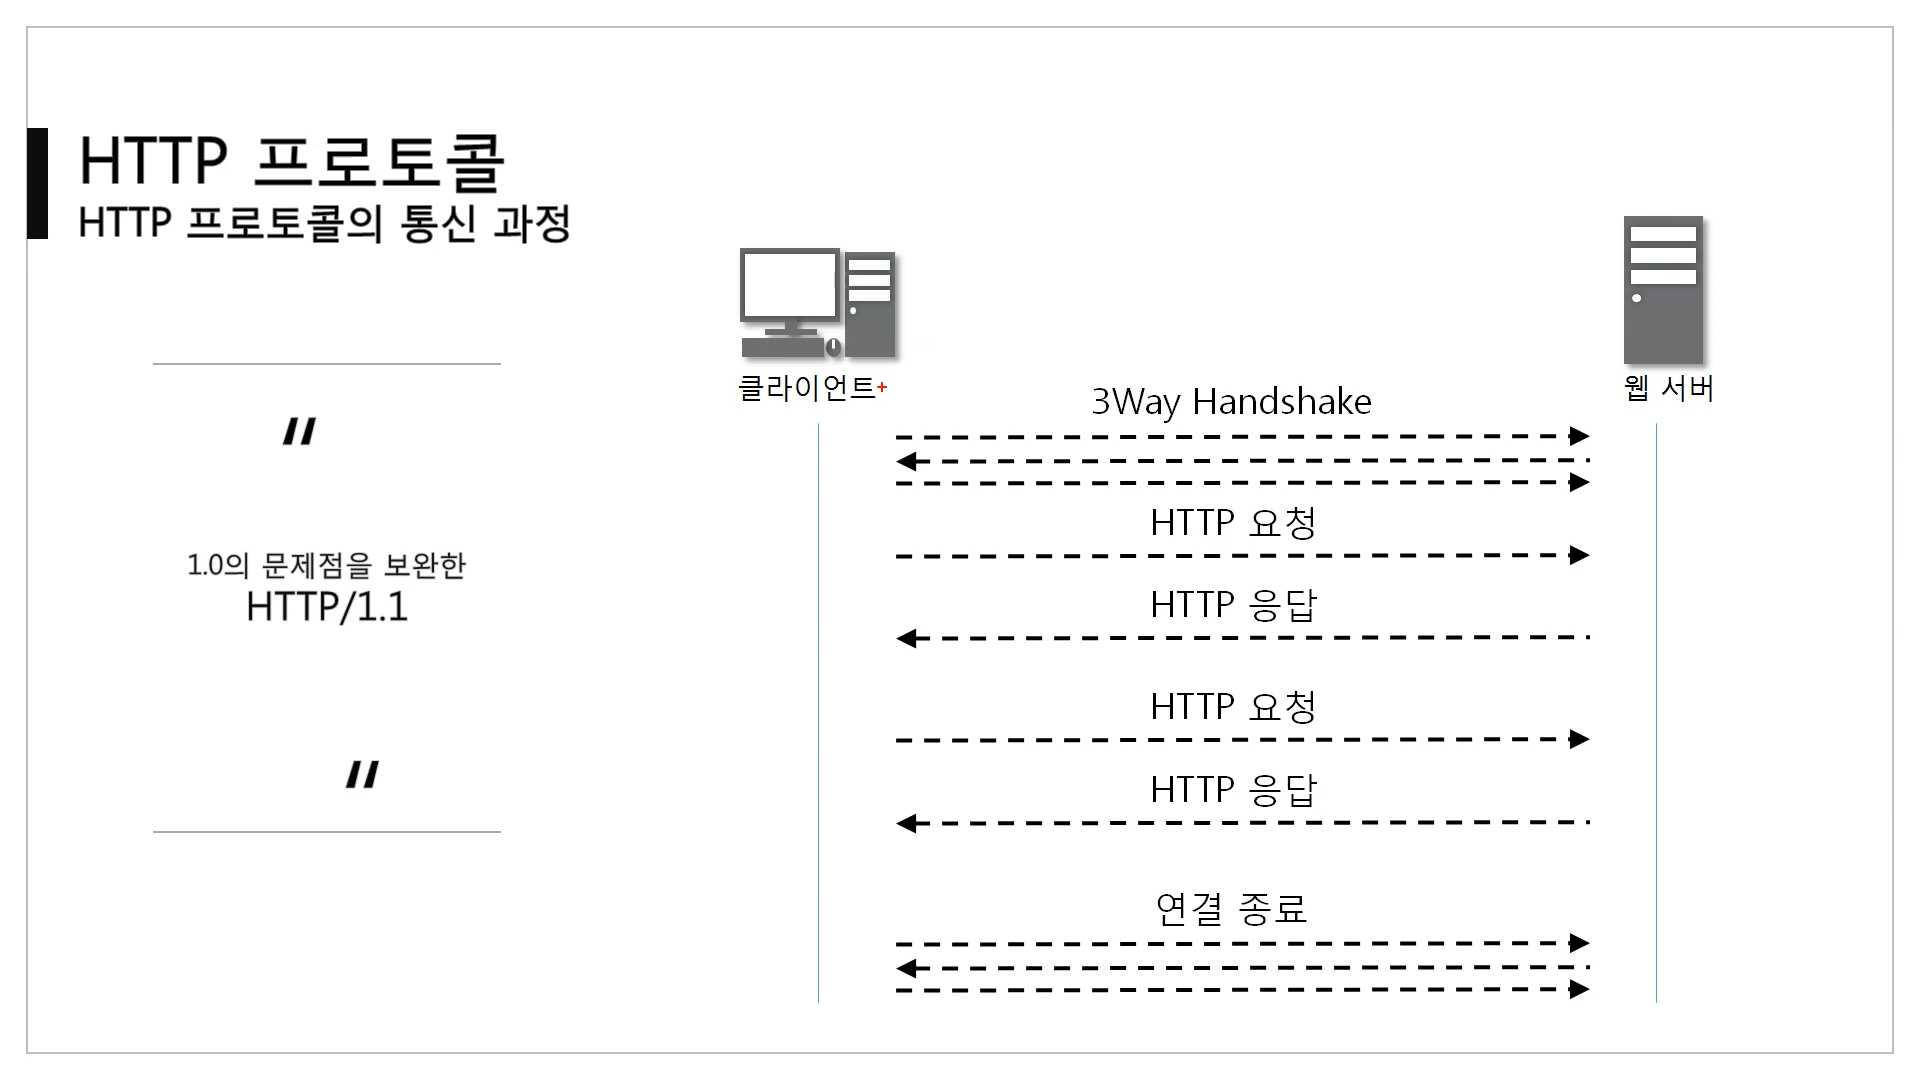 HTTP 프로토콜
HTTP 프로토콜의 통신 과정
"
1.0의 문제점을 보완한
HTTP/1.1
"
클라이언트+
웹 서버
3Way Handshake
HTTP 요청
HTTP 응답
HTTP 요청
HTTP 응답
연결 종료